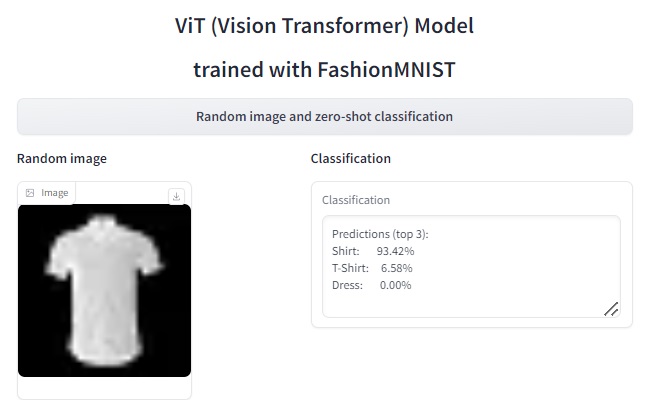 ViT (Vision Transformer) Model
trained with FashionMNIST
Random image and zero-shot classification
Random image
Classification
Image
Classification
Predictions (top 3):
Shirt: 93.42%
T-Shirt: 6.58%
Dress: 0.00%